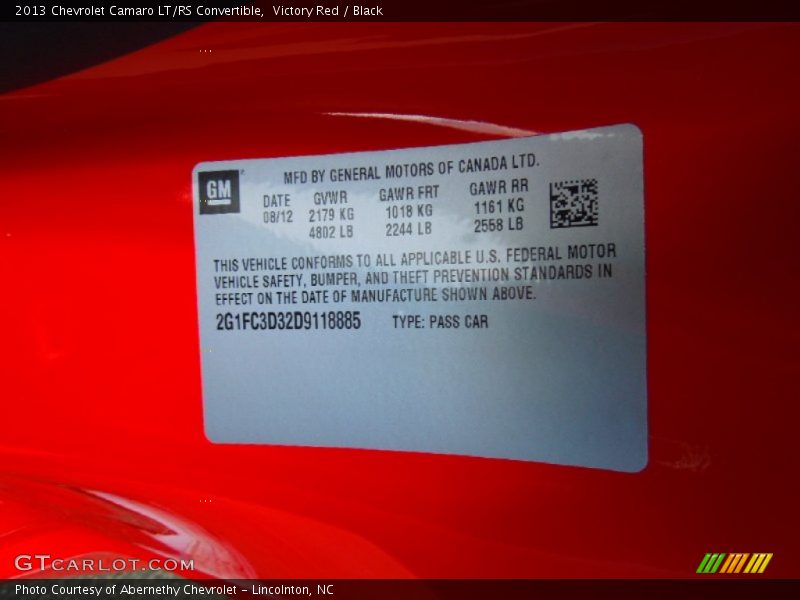 2013 Chevrolet Camaro LT/RS Convertible,  Victory Red / Black
GM
MFD BY GENERAL MOTORS OF CANADA LTD.
DATE GVWR GAWR FRT GAWR RR
08/12 2179 KG 1018 KG 1161 KG
4802 LB 2244 LB 2558 LB
THIS VEHICLE CONFORMS TO ALL APPLICABLE U.S. FEDERAL MOTOR
VEHICLE SAFETY, BUMPER, AND THEFT PREVENTION STANDARDS IN
EFFECT ON THE DATE OF MANUFACTURE SHOWN ABOVE.
2G1FC3D32D9118885 TYPE: PASS CAR
GTCARLOT.COM
Photo Courtesy of Abernethy Chevrolet - Lincolnton, NC